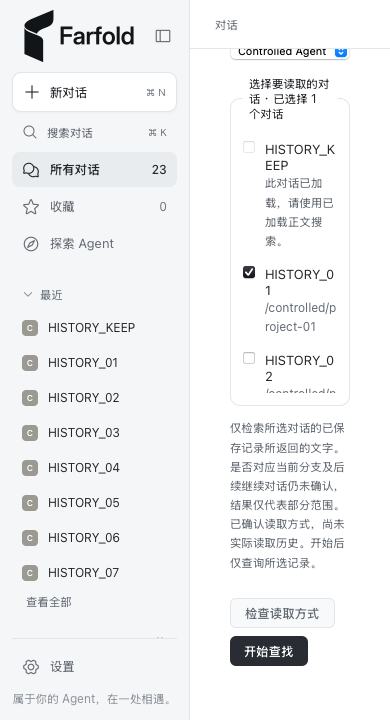 Farfold
新对话 ⌘ N
搜索对话 ⌘ K
所有对话 23
收藏 0
探索 Agent
最近
C HISTORY_KEEP
C HISTORY_01
C HISTORY_02
C HISTORY_03
C HISTORY_04
C HISTORY_05
C HISTORY_06
C HISTORY_07
查看全部
设置
属于你的 Agent，在一处相遇。
对话
Controlled Agent
选择要读取的对
话 · 已选择 1
个对话
HISTORY_K
EEP
此对话已加
载，请使用已
加载正文搜
索。
HISTORY_0
1
/controlled/p
roject-01
HISTORY_0
2
/controlled/p
仅检索所选对话的已保
存记录所返回的文字。
是否对应当前分支及后
续继续对话仍未确认，
结果仅代表部分范围。
已确认读取方式，尚未
实际读取历史。开始后
仅查询所选记录。
检查读取方式
开始查找